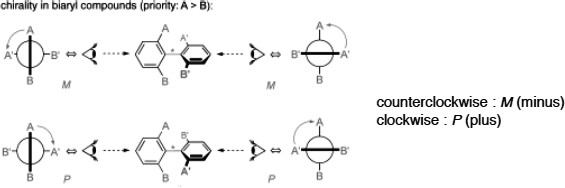 chirality in biaryl compounds (priority: A > B):
A
A' B'
B
M
A
A'
*
B'
B
M
A
B' A'
B
counterclockwise : M (minus)
clockwise : P (plus)
A
B' A'
B
P
A
B'
*
A'
B
P
A
A' B'
B